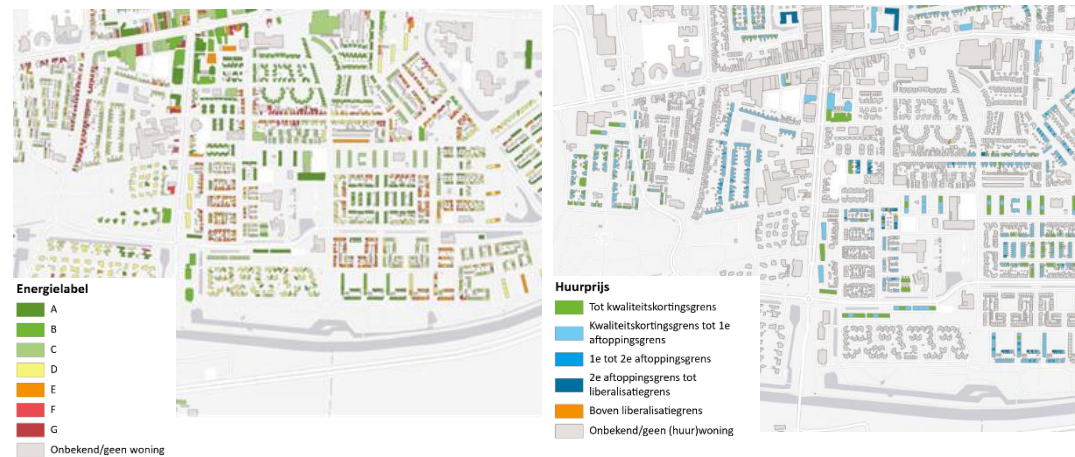 Energielabel
A
B
C
D
E
F
G
Onbekend/geen woning
Huurprijs
Tot kwaliteitskortingsgrens
Kwaliteitskortingsgrens tot 1e
aftoppingsgrens
1e tot 2e aftoppingsgrens
2e aftoppingsgrens tot
liberalisatiegrens
Boven liberalisatiegrens
Onbekend/geen (huur)woning